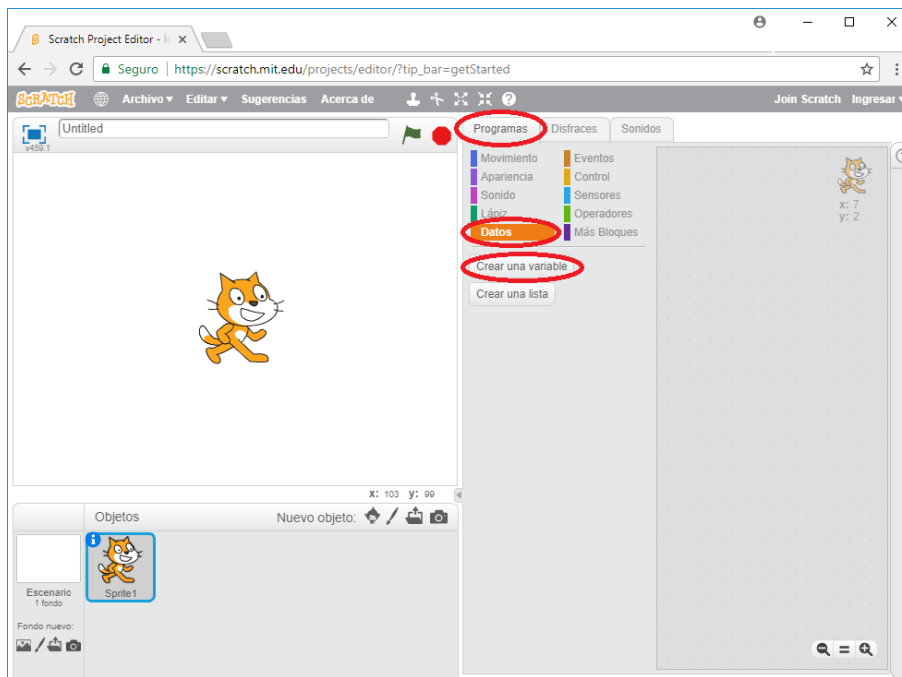 Scratch Project Editor - I
Seguro https://scratch.mit.edu/projects/editor/?tip_bar=getStarted
SCRATCH Archivo Editar Sugerencias Acerca de Join Scratch Ingresar
Untitled
v459.1
Programas Disfraces Sonidos
Movimiento Eventos
Apariencia Control
Sonido Sensores
Lápiz Operadores
Datos Más Bloques
Crear una variable
Crear una lista
x: 7
y: 2
x: 103 y: 99
Objetos Nuevo objeto:
Escenario
1 fondo
Sprite1
Fondo nuevo: